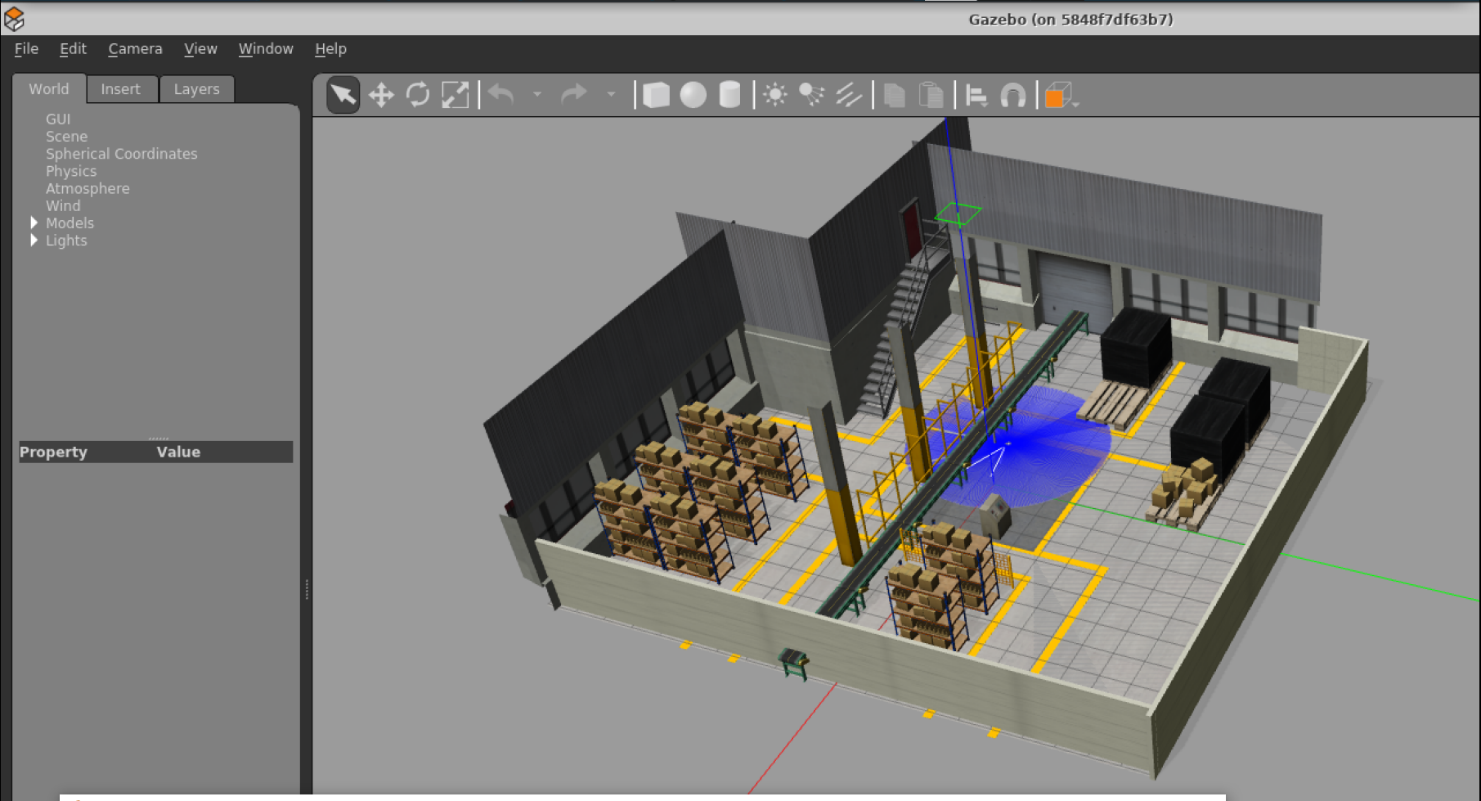 Gazebo (on 5848f7df63b7)
File Edit Camera View Window Help
World Insert Layers
GUI
Scene
Spherical Coordinates
Physics
Atmosphere
Wind
Models
Lights
Property Value